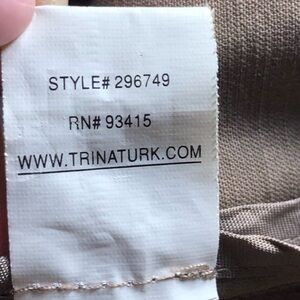 STYLE# 296749
RN# 93415
WWW.TRINATURK.COM